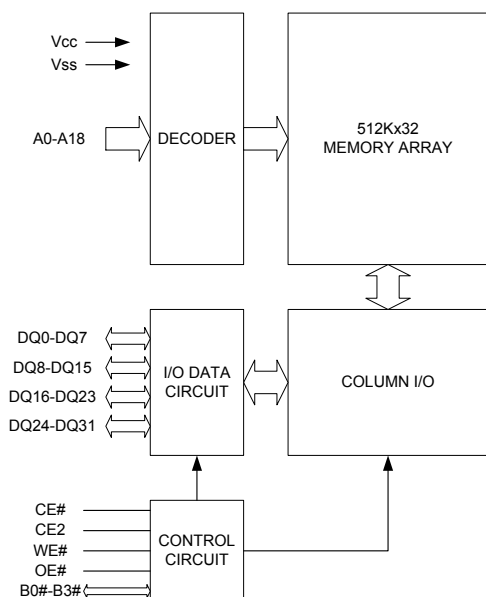 Vcc
Vss
A0-A18
DECODER
512Kx32
MEMORY ARRAY
DQ0-DQ7
DQ8-DQ15
DQ16-DQ23
DQ24-DQ31
I/O DATA
CIRCUIT
COLUMN I/O
CE#
CE2
WE#
OE#
B0#-B3#
CONTROL
CIRCUIT